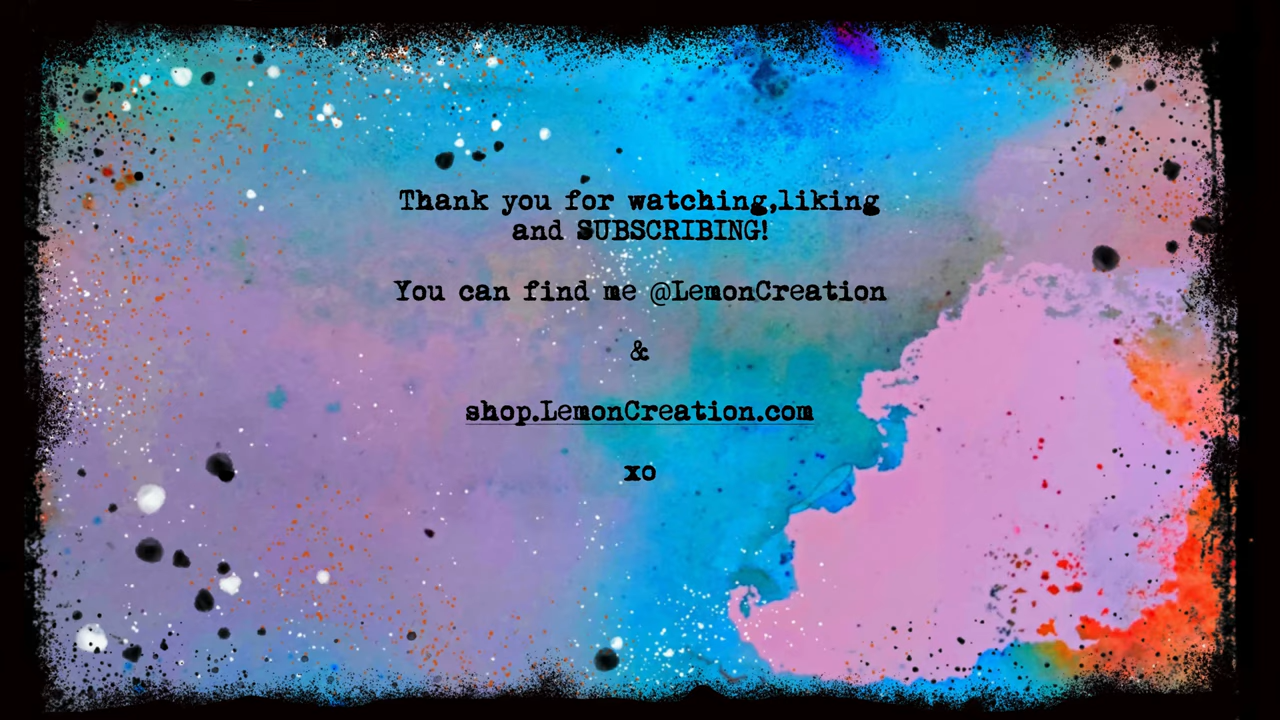 Thank you for watching,liking
and SUBSCRIBING!
You can find me @LemonCreation
&
shop.LemonCreation.com
xo